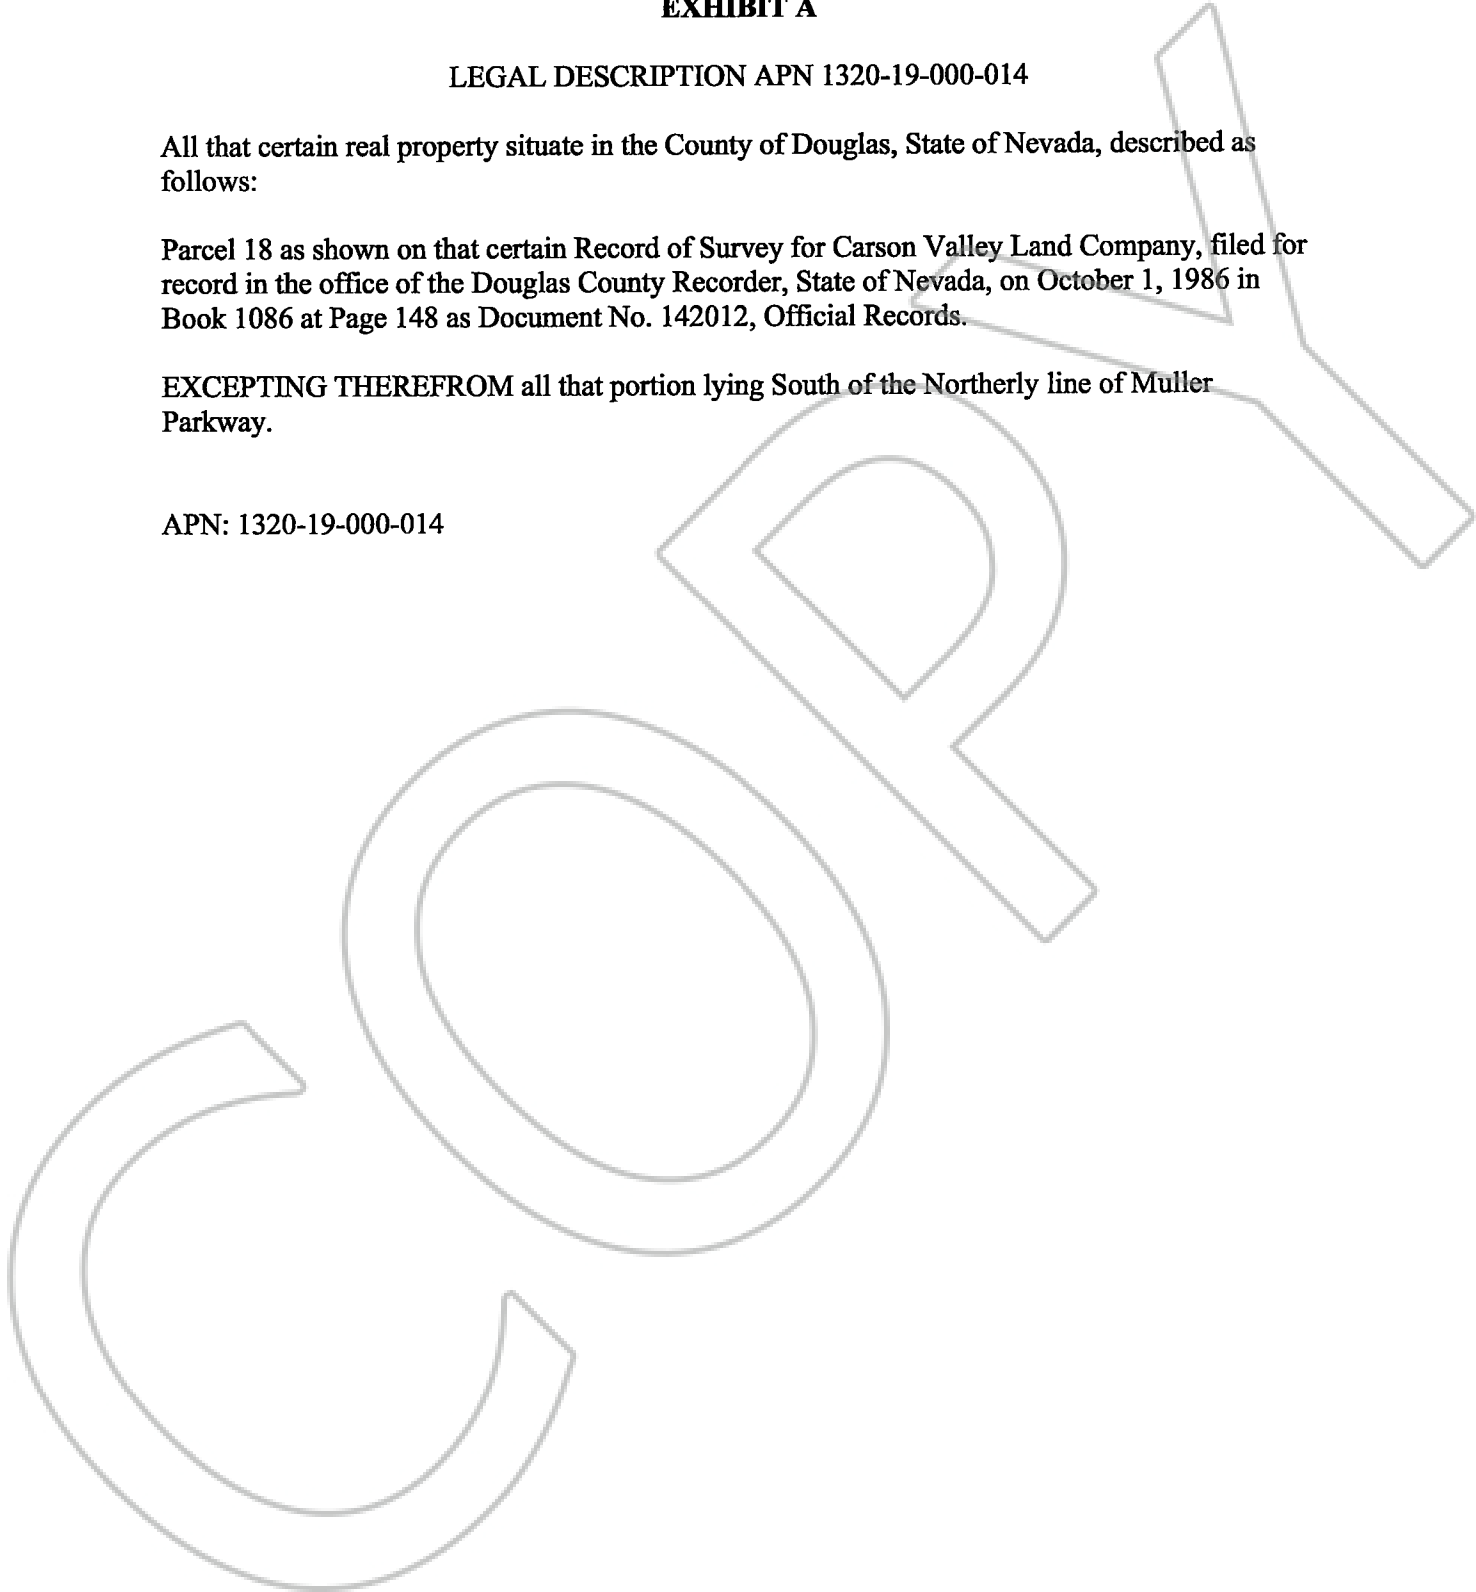 EXHIBIT A
LEGAL DESCRIPTION APN 1320-19-000-014
All that certain real property situate in the County of Douglas, State of Nevada, described as
follows:
Parcel 18 as shown on that certain Record of Survey for Carson Valley Land Company, filed for
record in the office of the Douglas County Recorder, State of Nevada, on October 1, 1986 in
Book 1086 at Page 148 as Document No. 142012, Official Records.
EXCEPTING THEREFROM all that portion lying South of the Northerly line of Muller
Parkway.
APN: 1320-19-000-014
COPY